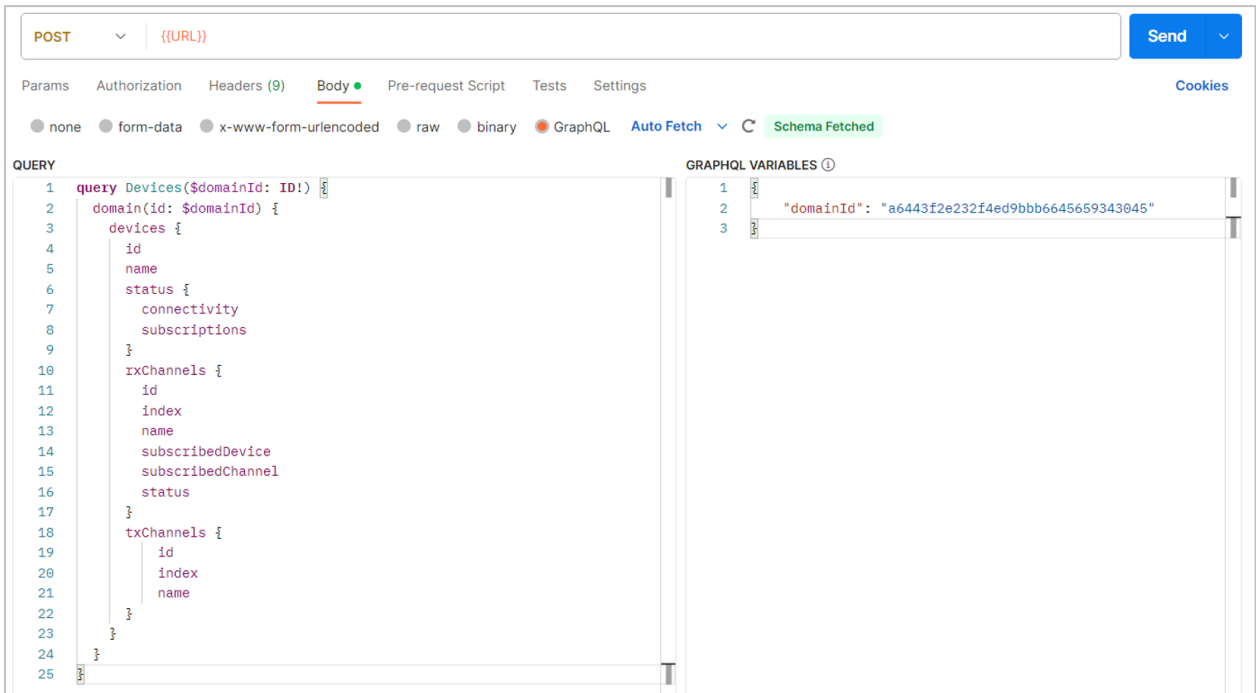 POST {{URL}} Send
Params Authorization Headers (9) Body Pre-request Script Tests Settings Cookies
none form-data x-www-form-urlencoded raw binary GraphQL Auto Fetch Schema Fetched
QUERY
1 query Devices($domainId: ID!) {
2 domain(id: $domainId) {
3 devices {
4 id
5 name
6 status {
7 connectivity
8 subscriptions
9 }
10 rxChannels {
11 id
12 index
13 name
14 subscribedDevice
15 subscribedChannel
16 status
17 }
18 txChannels {
19 id
20 index
21 name
22 }
23 }
24 }
25 }
GRAPHQL VARIABLES
1 {
2 "domainId": "a6443f2e232f4ed9bbb6645659343045"
3 }